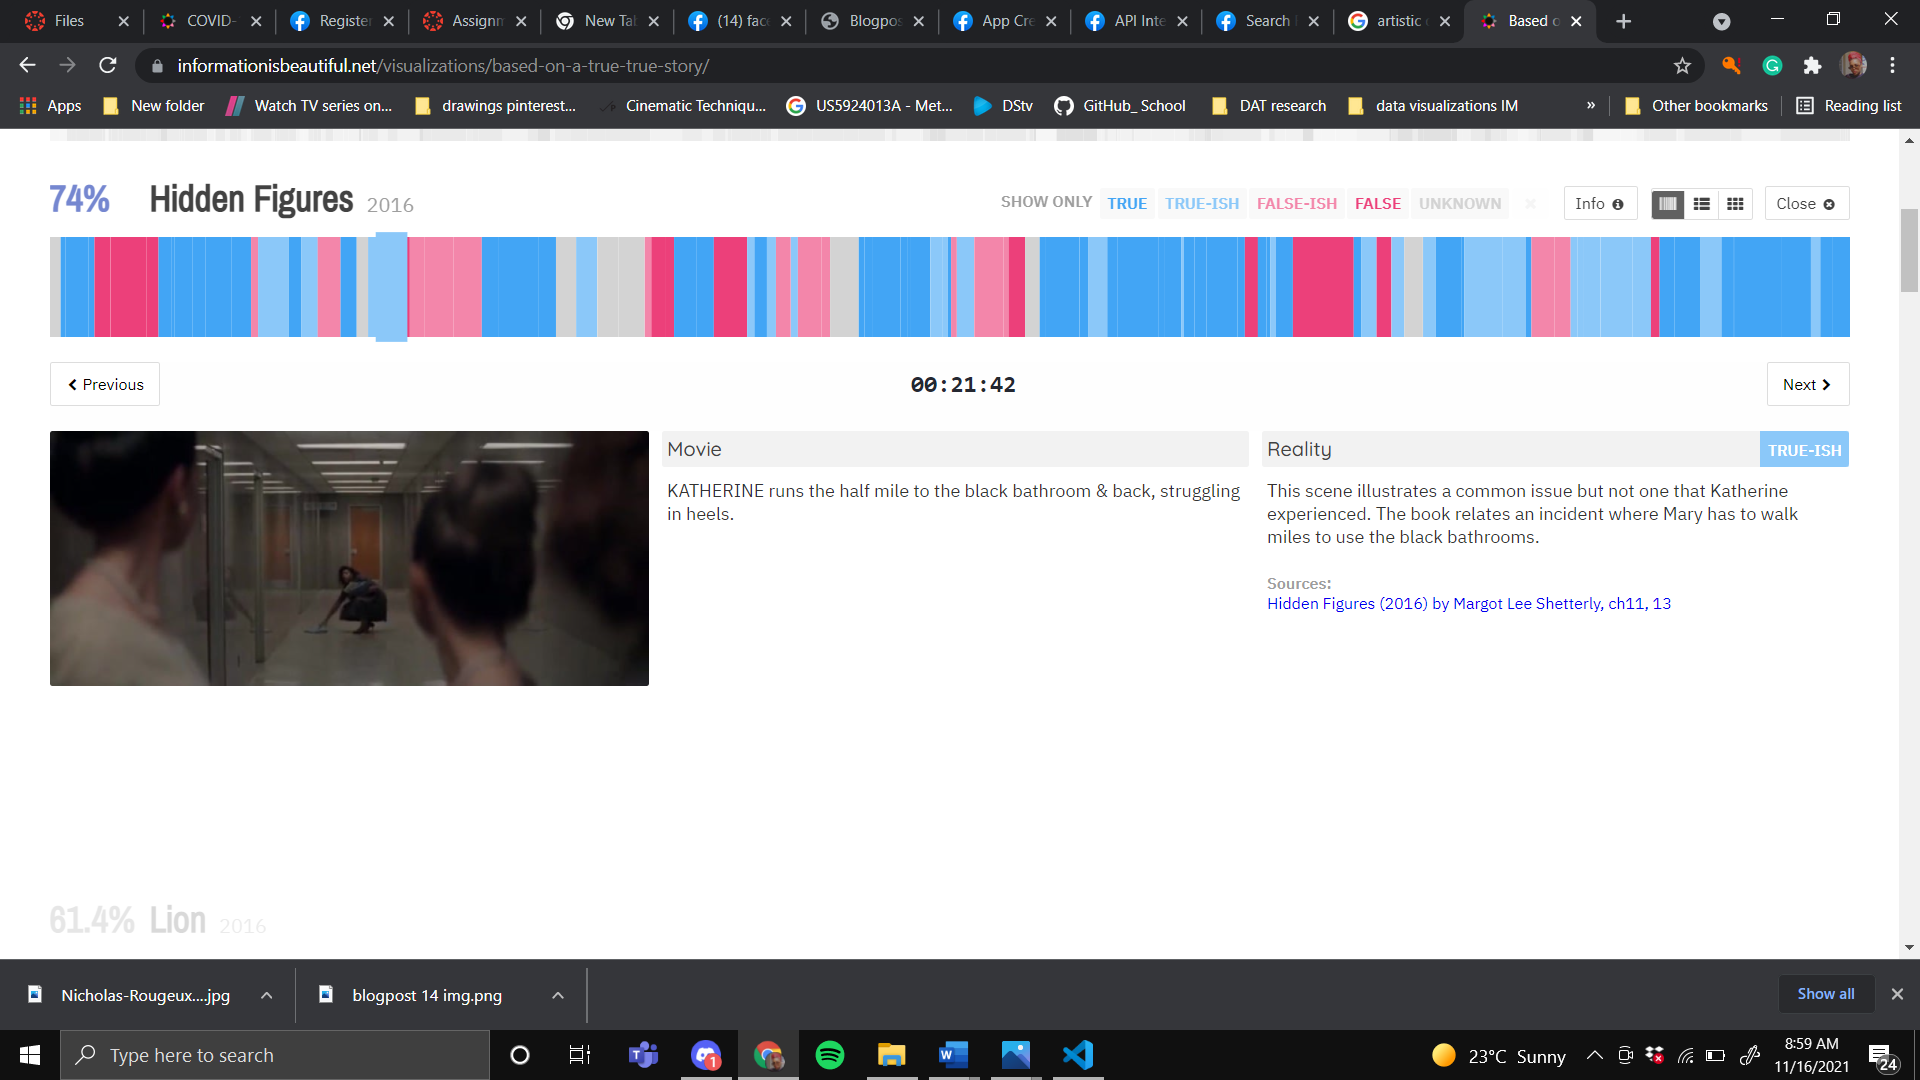 Files
COVID-
Register
Assignm
New Tab
(14) face
Blogpos
App Cre
API Inte
Search
artistic
Based o
informationisbeautiful.net/visualizations/based-on-a-true-true-story/
Apps
New folder
Watch TV series on...
drawings pinterest...
Cinematic Techniqu...
US5924013A - Met...
DStv
GitHub_ School
DAT research
data visualizations IM
»
Other bookmarks
Reading list
74% Hidden Figures 2016
SHOW ONLY TRUE TRUE-ISH FALSE-ISH FALSE UNKNOWN
Info
Close
Previous
00:21:42
Next
Movie
KATHERINE runs the half mile to the black bathroom & back, struggling
in heels.
Reality
TRUE-ISH
This scene illustrates a common issue but not one that Katherine
experienced. The book relates an incident where Mary has to walk
miles to use the black bathrooms.
Sources:
Hidden Figures (2016) by Margot Lee Shetterly, ch11, 13
61.4% Lion 2016
Nicholas-Rougeux....jpg
blogpost 14 img.png
Show all
Type here to search
1
23°C Sunny
8:59 AM
11/16/2021
24